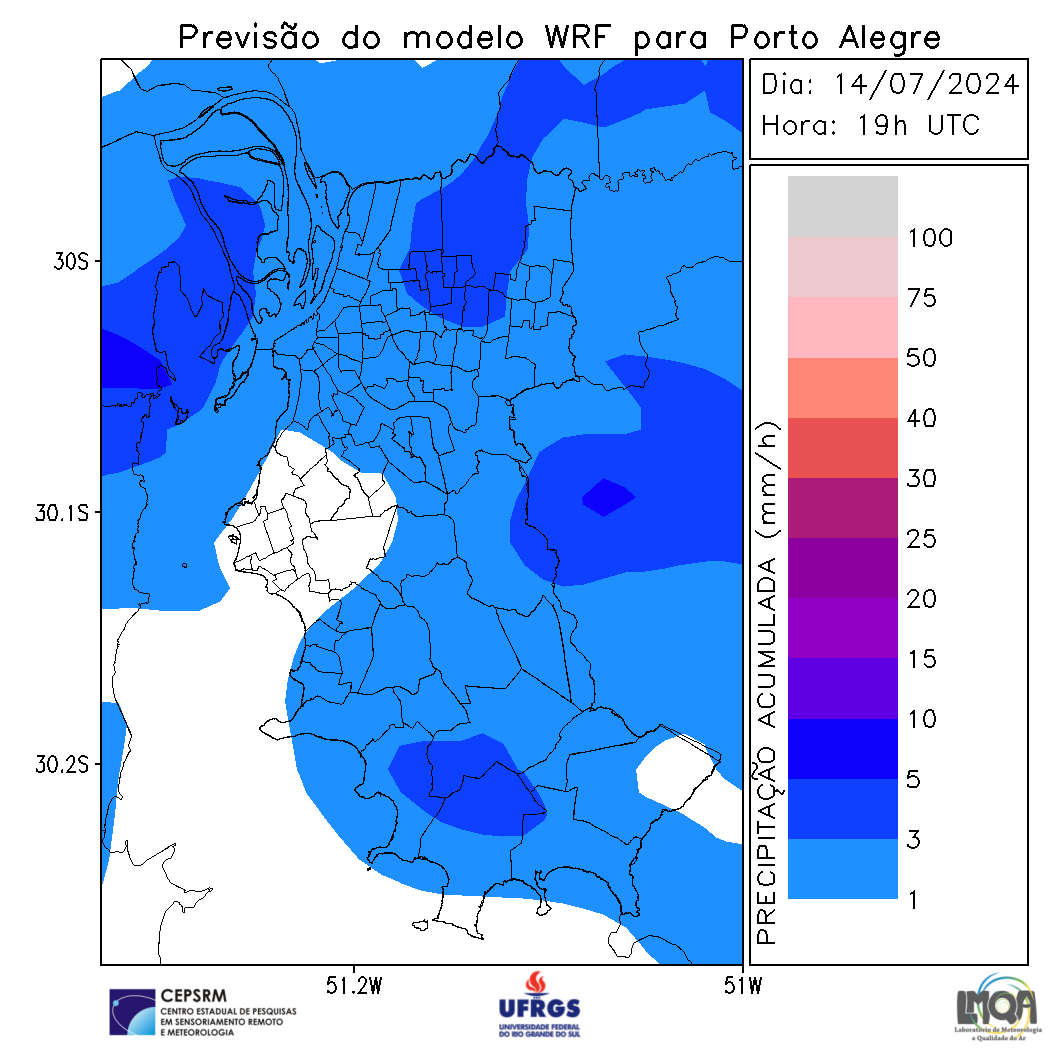 Previsão do modelo WRF para Porto Alegre
Dia: 14/07/2024
Hora: 19h UTC
30S
30.1S
30.2S
51.2W
51W
PRECIPITAÇÃO ACUMULADA (mm/h)
100
75
50
40
30
25
20
15
10
5
3
1
CEPSRM
CENTRO ESTADUAL DE PESQUISAS
EM SENSORIAMENTO REMOTO
E METEOROLOGIA
UFRGS
UNIVERSIDADE FEDERAL
DO RIO GRANDE DO SUL
LMQA
Laboratório de Meteorologia
e Qualidade do Ar